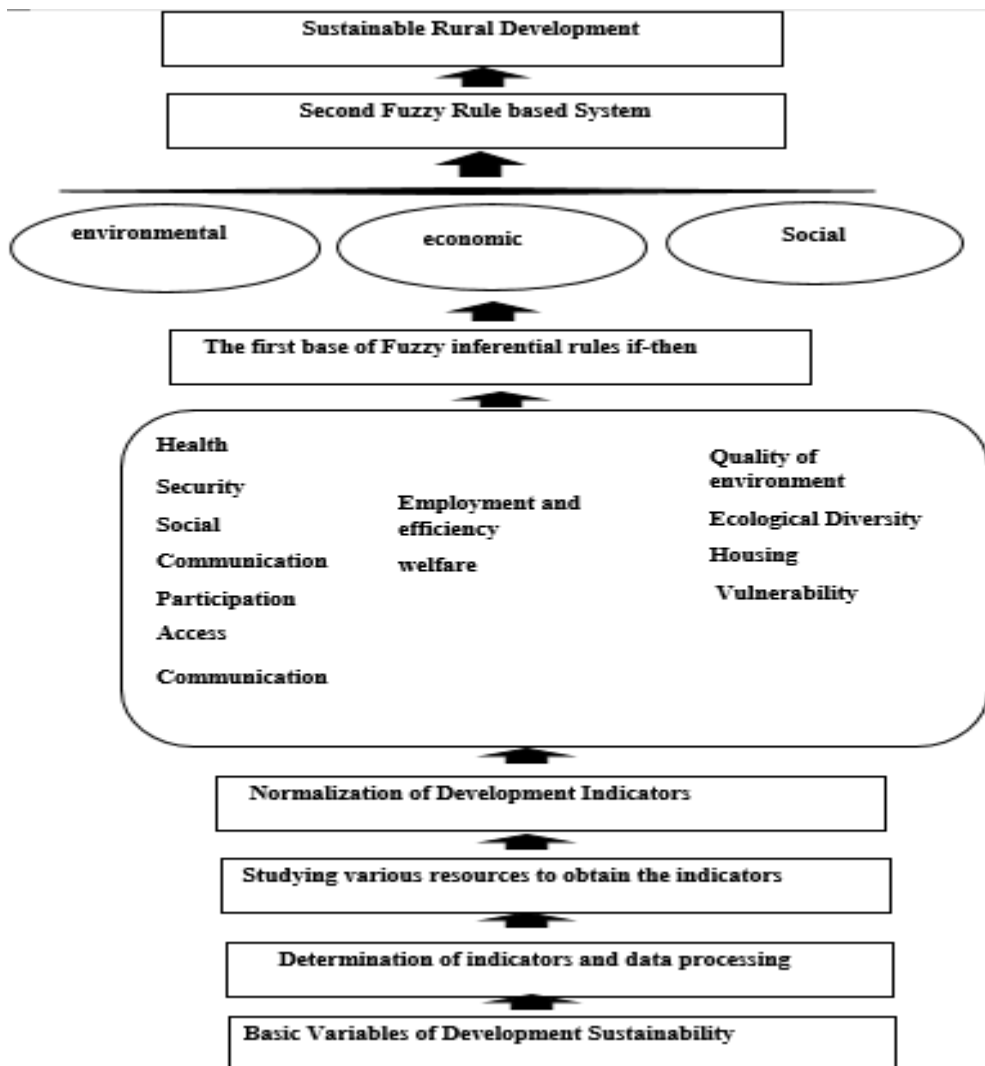 Sustainable Rural Development
Second Fuzzy Rule based System
environmental
economic
Social
The first base of Fuzzy inferential rules if-then
Health
Security
Social
Communication
Participation
Access
Communication
Employment and
efficiency
welfare
Quality of
environment
Ecological Diversity
Housing
Vulnerability
Normalization of Development Indicators
Studying various resources to obtain the indicators
Determination of indicators and data processing
Basic Variables of Development Sustainability